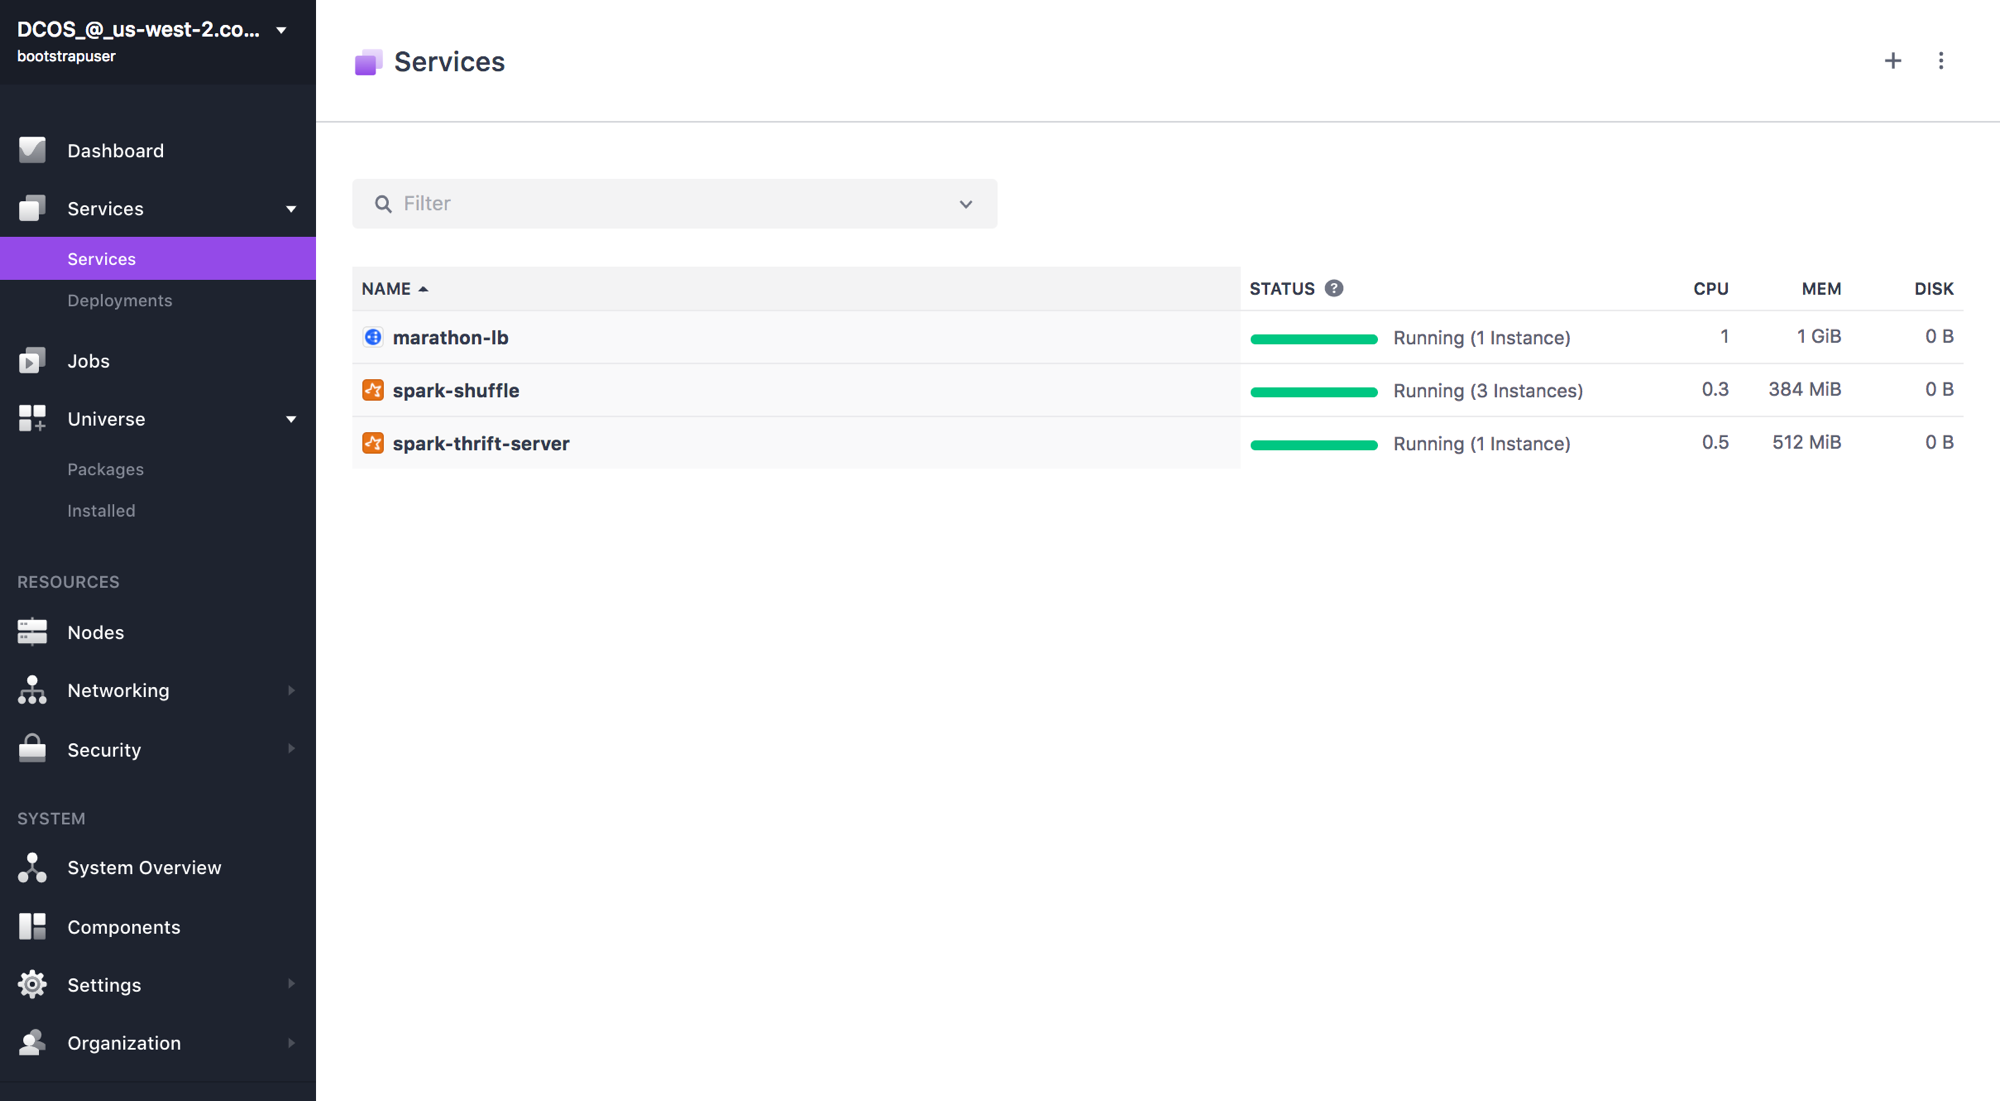 DCOS_@_us-west-2.co...
bootstrapuser
Dashboard
Services
Services
Deployments
Jobs
Universe
Packages
Installed
RESOURCES
Nodes
Networking
Security
SYSTEM
System Overview
Components
Settings
Organization
Services
Filter
NAME STATUS ? CPU MEM DISK
marathon-lb Running (1 Instance) 1 1 GiB 0 B
spark-shuffle Running (3 Instances) 0.3 384 MiB 0 B
spark-thrift-server Running (1 Instance) 0.5 512 MiB 0 B